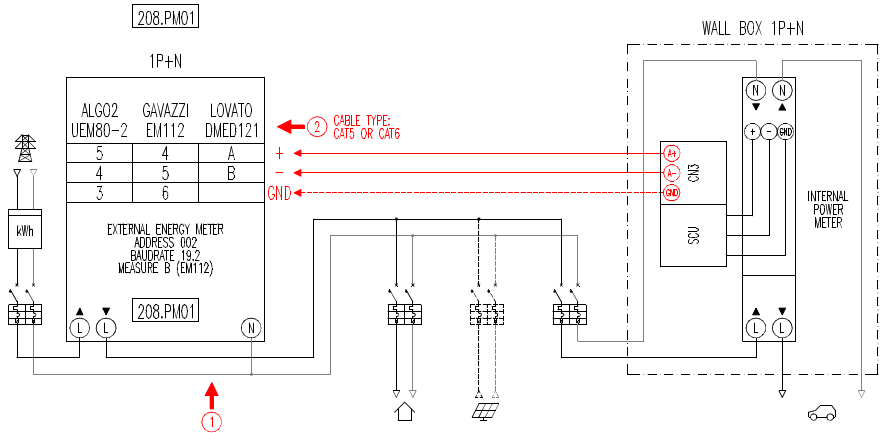 208.PM01
WALL BOX 1P+N
1P+N
ALGO2 GAVAZZI LOVATO
UEM80-2 EM112 DMED121
2 CABLE TYPE:
CAT5 OR CAT6
5 4 A +
4 5 B -
3 6 GND
N N
+ - GND
A+
A-
GND
CN3
SCU
INTERNAL
POWER
METER
kWh
EXTERNAL ENERGY METER
ADDRESS 002
BAUDRATE 19.2
MEASURE B (EM112)
208.PM01
L L N
L L
1